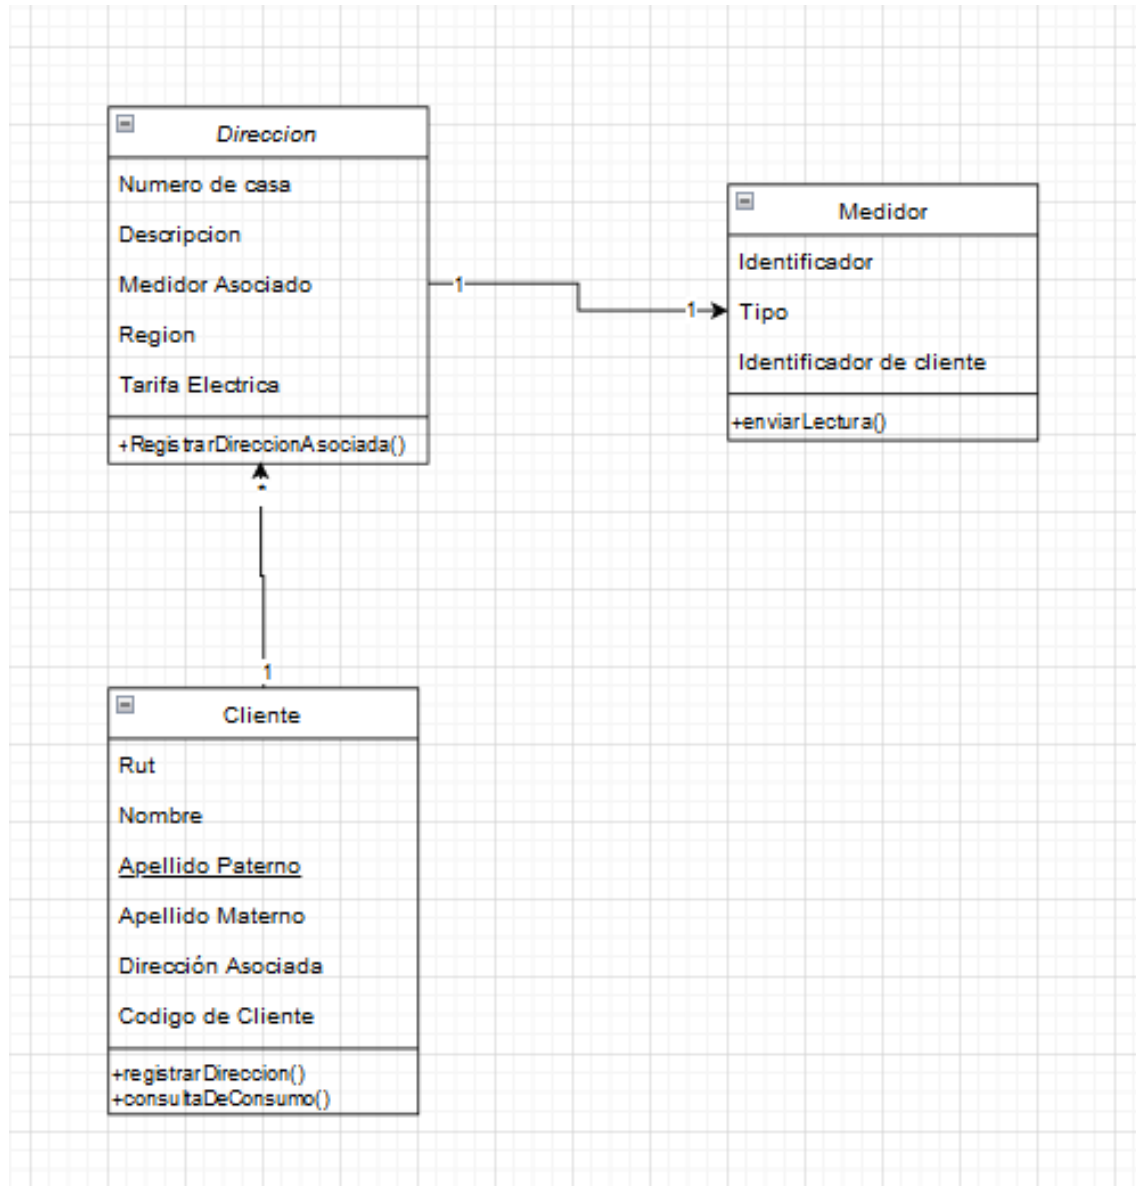 Direccion
Numero de casa
Descripcion
Medidor Asociado
Region
Tarifa Electrica
+RegistrarDireccionAsociada()
1
1
Medidor
Identificador
Tipo
Identificador de cliente
+enviarLectura()
*
1
Cliente
Rut
Nombre
Apellido Paterno
Apellido Materno
Dirección Asociada
Codigo de Cliente
+registrarDireccion()
+consultaDeConsumo()